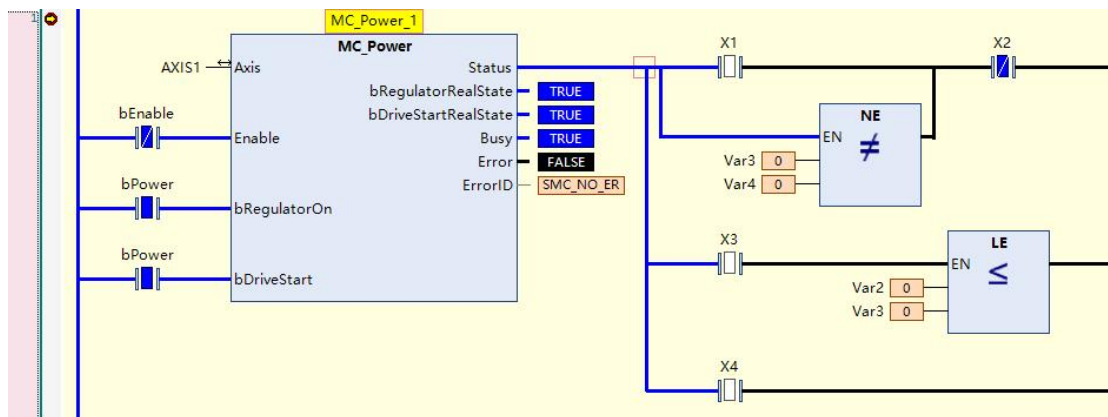 1
MC_Power_1
MC_Power
AXIS1 Axis Status
bRegulatorRealState TRUE
bDriveStartRealState TRUE
bEnable
Enable Busy TRUE
Error FALSE
bPower
ErrorID SMC_NO_ER
bRegulatorOn
bPower
bDriveStart
X1
X2
NE
EN ≠
Var3 0
Var4 0
X3
LE
EN ≤
Var2 0
Var3 0
X4